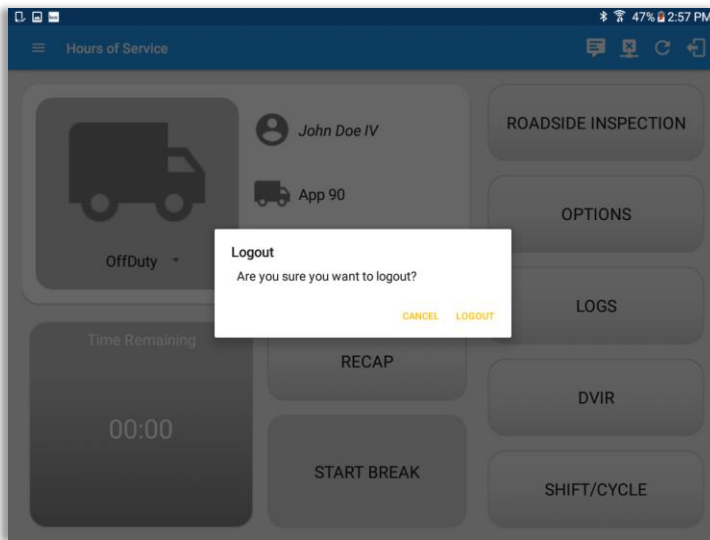 47% 2:57 PM
Hours of Service
John Doe IV
App 90
OffDuty
Logout
Are you sure you want to logout?
CANCEL LOGOUT
Time Remaining
00:00
RECAP
START BREAK
ROADSIDE INSPECTION
OPTIONS
LOGS
DVIR
SHIFT/CYCLE